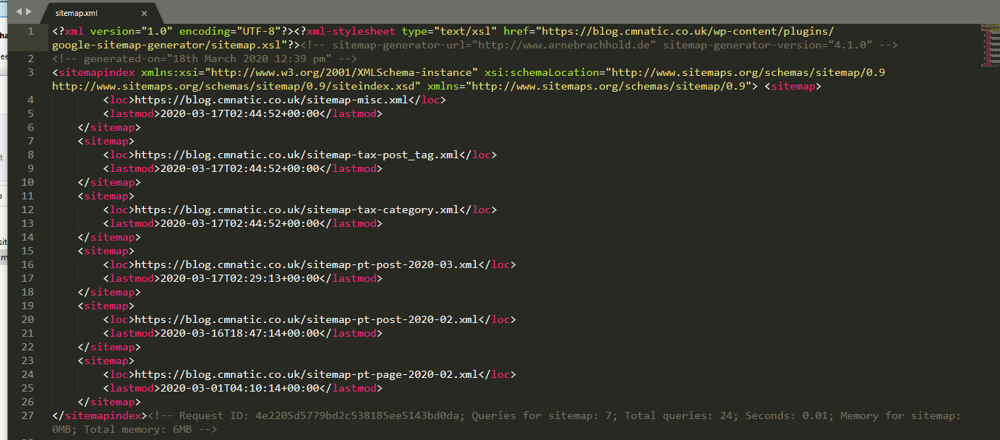 sitemap.xml ×
1 <?xml version="1.0" encoding="UTF-8"?><?xml-stylesheet type="text/xsl" href="https://blog.cmnatic.co.uk/wp-content/plugins/
google-sitemap-generator/sitemap.xsl"?><!-- sitemap-generator-url="http://www.arnebrachhold.de" sitemap-generator-version="4.1.0" -->
2 <!-- generated-on="18th March 2020 12:39 pm" -->
3 <sitemapindex xmlns:xsi="http://www.w3.org/2001/XMLSchema-instance" xsi:schemaLocation="http://www.sitemaps.org/schemas/sitemap/0.9
http://www.sitemaps.org/schemas/sitemap/0.9/siteindex.xsd" xmlns="http://www.sitemaps.org/schemas/sitemap/0.9"> <sitemap>
4 <loc>https://blog.cmnatic.co.uk/sitemap-misc.xml</loc>
5 <lastmod>2020-03-17T02:44:52+00:00</lastmod>
6 </sitemap>
7 <sitemap>
8 <loc>https://blog.cmnatic.co.uk/sitemap-tax-post_tag.xml</loc>
9 <lastmod>2020-03-17T02:44:52+00:00</lastmod>
10 </sitemap>
11 <sitemap>
12 <loc>https://blog.cmnatic.co.uk/sitemap-tax-category.xml</loc>
13 <lastmod>2020-03-17T02:44:52+00:00</lastmod>
14 </sitemap>
15 <sitemap>
16 <loc>https://blog.cmnatic.co.uk/sitemap-pt-post-2020-03.xml</loc>
17 <lastmod>2020-03-17T02:29:13+00:00</lastmod>
18 </sitemap>
19 <sitemap>
20 <loc>https://blog.cmnatic.co.uk/sitemap-pt-post-2020-02.xml</loc>
21 <lastmod>2020-03-16T18:47:14+00:00</lastmod>
22 </sitemap>
23 <sitemap>
24 <loc>https://blog.cmnatic.co.uk/sitemap-pt-page-2020-02.xml</loc>
25 <lastmod>2020-03-01T04:10:14+00:00</lastmod>
26 </sitemap>
27 </sitemapindex><!-- Request ID: 4e2205d5779bd2c538185ee5143bd0da; Queries for sitemap: 7; Total queries: 24; Seconds: 0.01; Memory for sitemap:
0MB; Total memory: 6MB -->